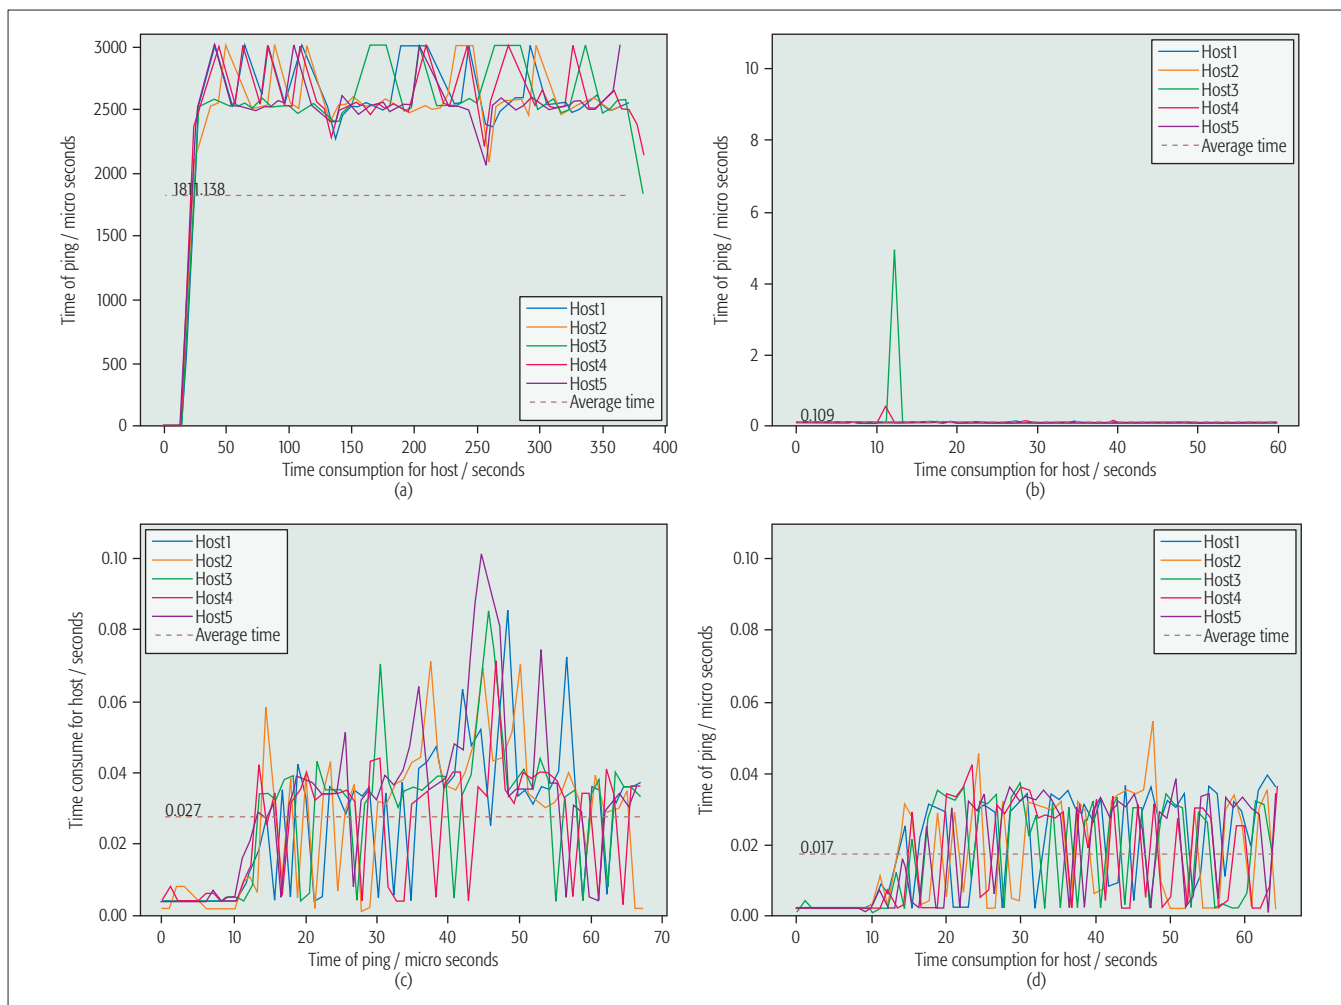 3000
2500
2000
1500
1000
500
0
Time of ping / micro seconds
1811.138
Host1
Host2
Host3
Host4
Host5
Average time
0
50
100
150
200
250
300
350
400
Time consumption for host / seconds
(a)
10
8
6
4
2
0
Time of ping / micro seconds
0.109
Host1
Host2
Host3
Host4
Host5
Average time
0
10
20
30
40
50
60
Time consumption for host / seconds
(b)
0.10
0.08
0.06
0.04
0.02
0.00
Time consume for host / seconds
Host1
Host2
Host3
Host4
Host5
Average time
0.027
0
10
20
30
40
50
60
70
Time of ping / micro seconds
(c)
0.10
0.08
0.06
0.04
0.02
0.00
Time of ping / micro seconds
Host1
Host2
Host3
Host4
Host5
Average time
0.017
0
10
20
30
40
50
60
Time consumption for host / seconds
(d)